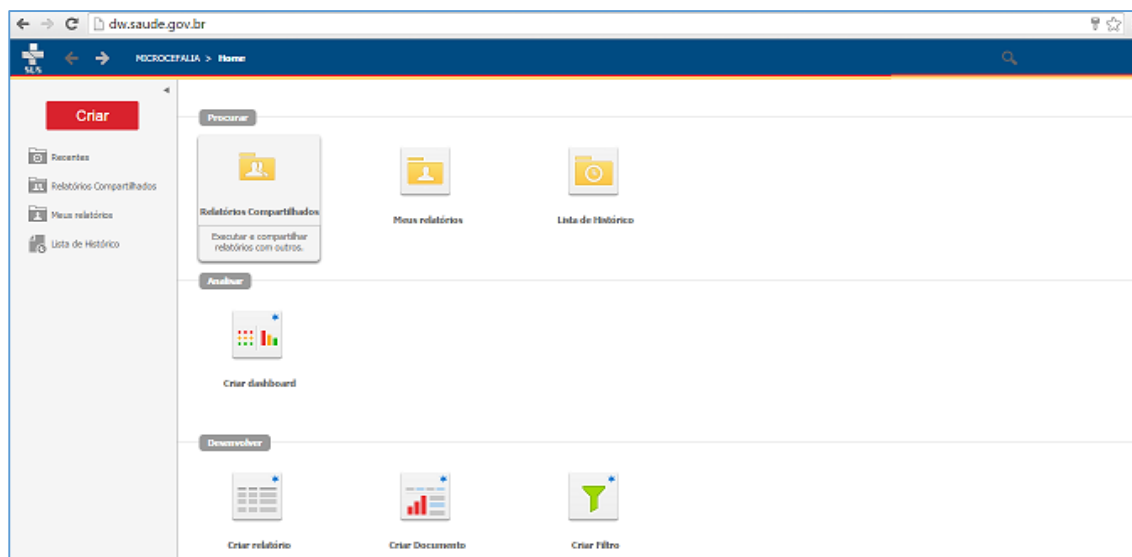 dw.saude.gov.br
SUS
MICROCEFALIA > Home
Criar
Recentes
Relatórios Compartilhados
Meus relatórios
Lista de Histórico
Procurar
Relatórios Compartilhados
Executar e compartilhar
relatórios com outros.
Meus relatórios
Lista de Histórico
Analisar
Criar dashboard
Desenvolver
Criar relatório
Criar Documento
Criar Filtro